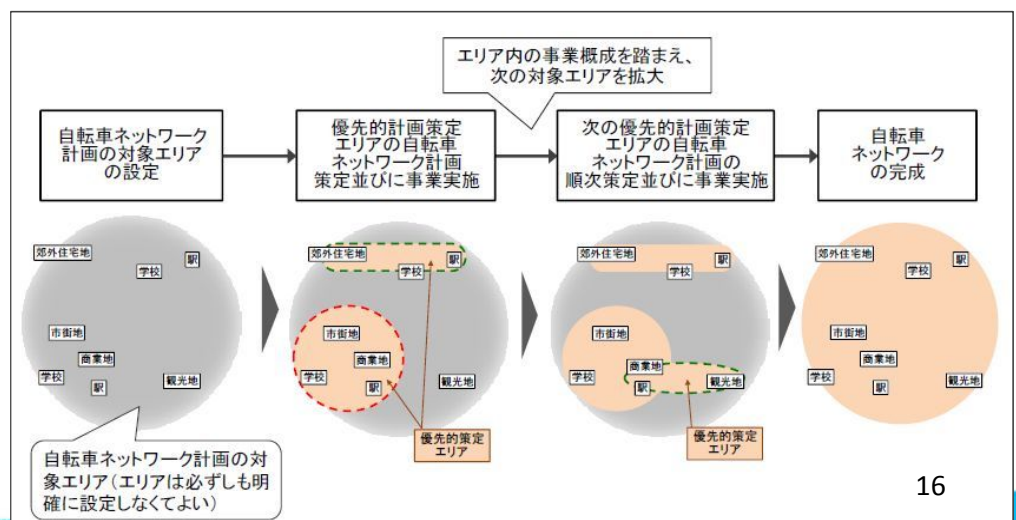 エリア内の事業概成を踏まえ、
次の対象エリアを拡大
自転車ネットワーク
計画の対象エリア
の設定
優先的計画策定
エリアの自転車
ネットワーク計画
策定並びに事業実施
次の優先的計画策定
エリアの自転車
ネットワーク計画の
順次策定並びに事業実施
自転車
ネットワーク
の完成
郊外住宅地
駅
学校
市街地
商業地
学校
駅
観光地
郊外住宅地
駅
学校
市街地
商業地
学校
駅
観光地
優先的策定
エリア
郊外住宅地
駅
学校
市街地
商業地
学校
駅
観光地
優先的策定
エリア
郊外住宅地
駅
学校
市街地
商業地
学校
駅
観光地
自転車ネットワーク計画の対
象エリア(エリアは必ずしも明
確に設定しなくてよい)
16